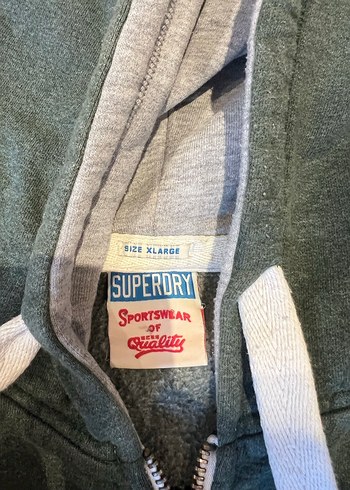 SIZE XLARGE
SUPERDRY
SPORTSWEAR
OF
Quality